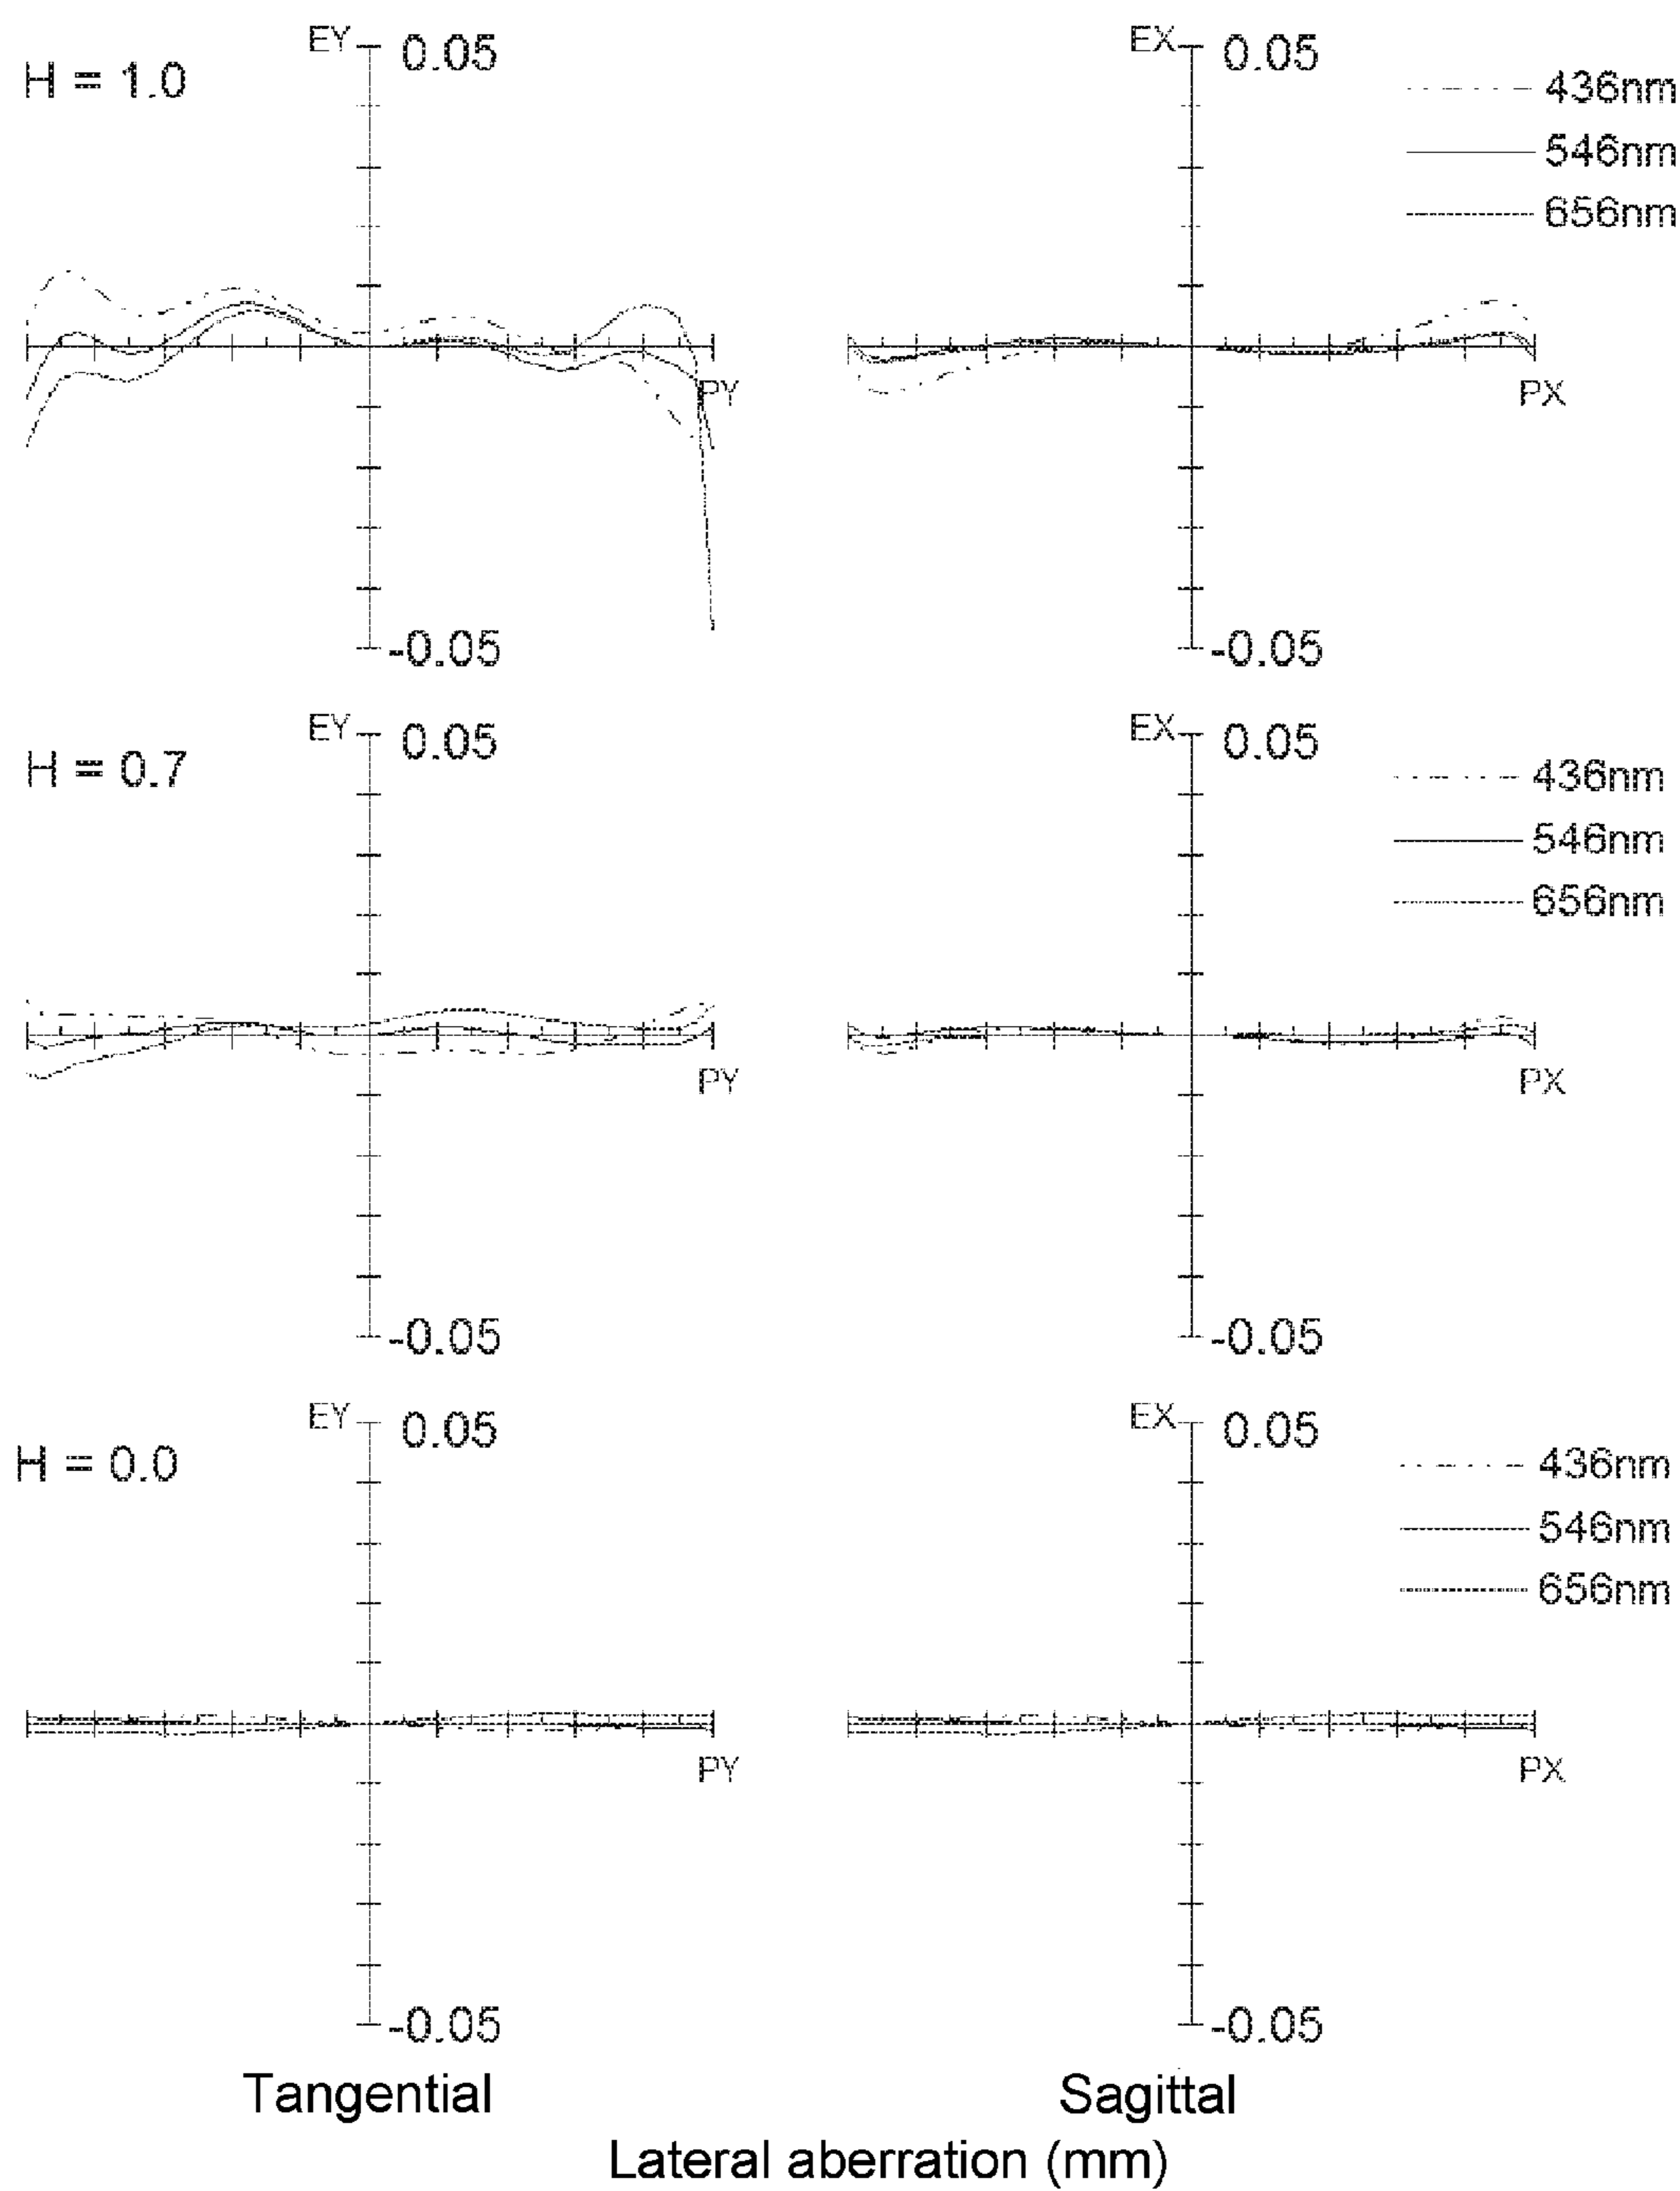 H = 1.0
EY 0.05
EX 0.05
436nm
546nm
656nm
PY
PX
-0.05
-0.05
H = 0.7
EY 0.05
EX 0.05
436nm
546nm
656nm
PY
PX
-0.05
-0.05
H = 0.0
EY 0.05
EX 0.05
436nm
546nm
656nm
PY
PX
-0.05
-0.05
Tangential
Sagittal
Lateral aberration (mm)